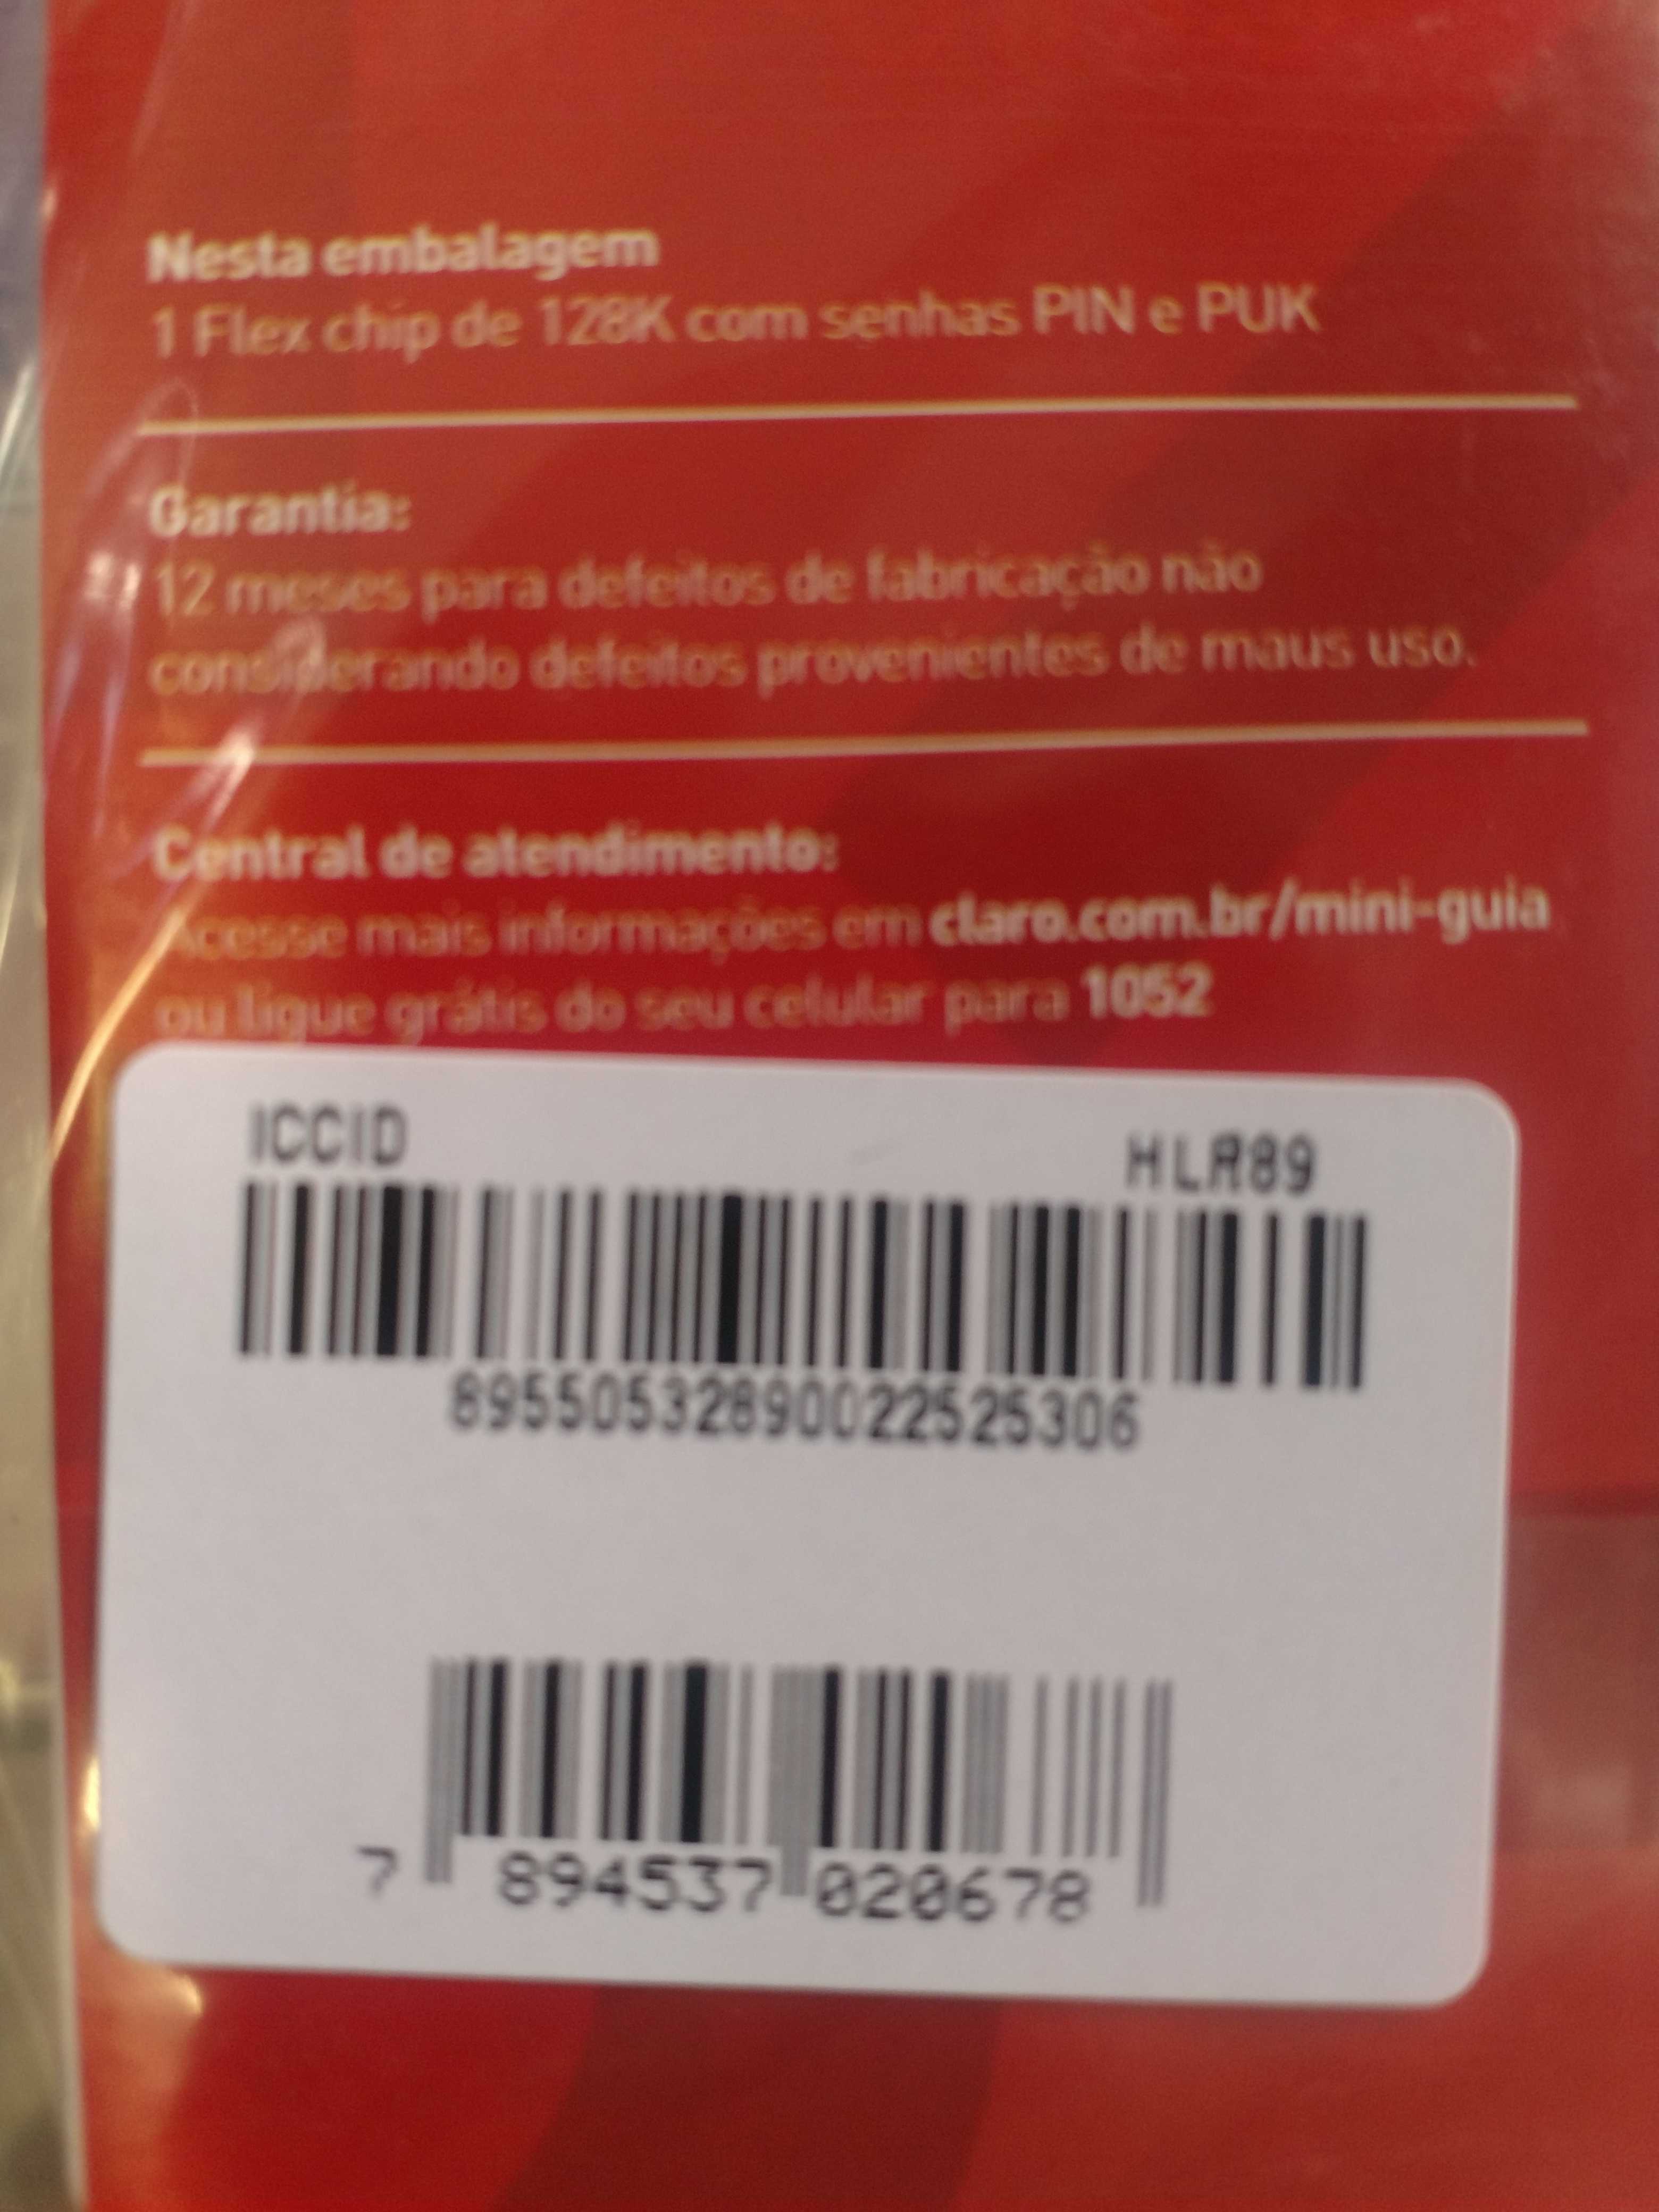 Nesta embalagem
1 Flex chip de 128K com senhas PIN e PUK
Garantia:
12 meses para defeitos de fabricação não
considerando defeitos provenientes de maus uso.
Central de atendimento:
Acesse mais informações em claro.com.br/mini-guia
ou ligue grátis do seu celular para 1052
ICCID HLR89
89550532890022525306
7 894537 020678